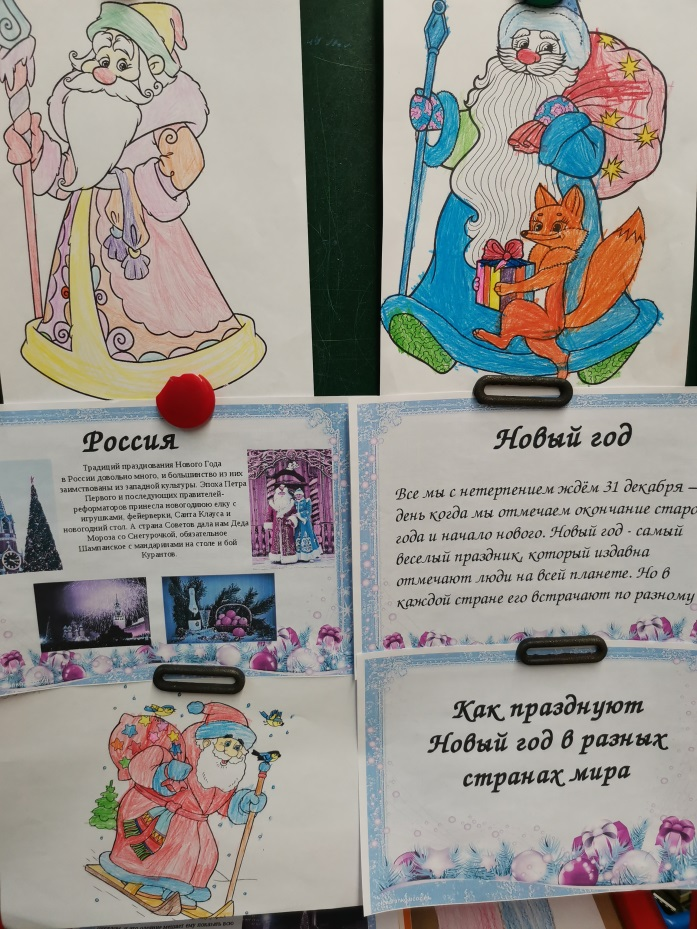 Россия
Традиций празднования Нового Года
в России довольно много, и большинство из них
заимствованы из западной культуры. Эпоха Петра
Первого и последующих правителей-
реформаторов принесла новогоднюю елку с
игрушками, фейерверки, Санта Клауса и
новогодний стол. А страна Советов дала нам Деда
Мороза со Снегурочкой, обязательное
Шампанское с мандаринами на столе и бой
Курантов.
Новый год
Все мы с нетерпением ждём 31 декабря –
день когда мы отмечаем окончание старо
года и начало нового. Новый год - самый
веселый праздник, который издавна
отмечают люди на всей планете. Но в
каждой стране его встрачают по разному
Как празднуют
Новый год в разных
странах мира